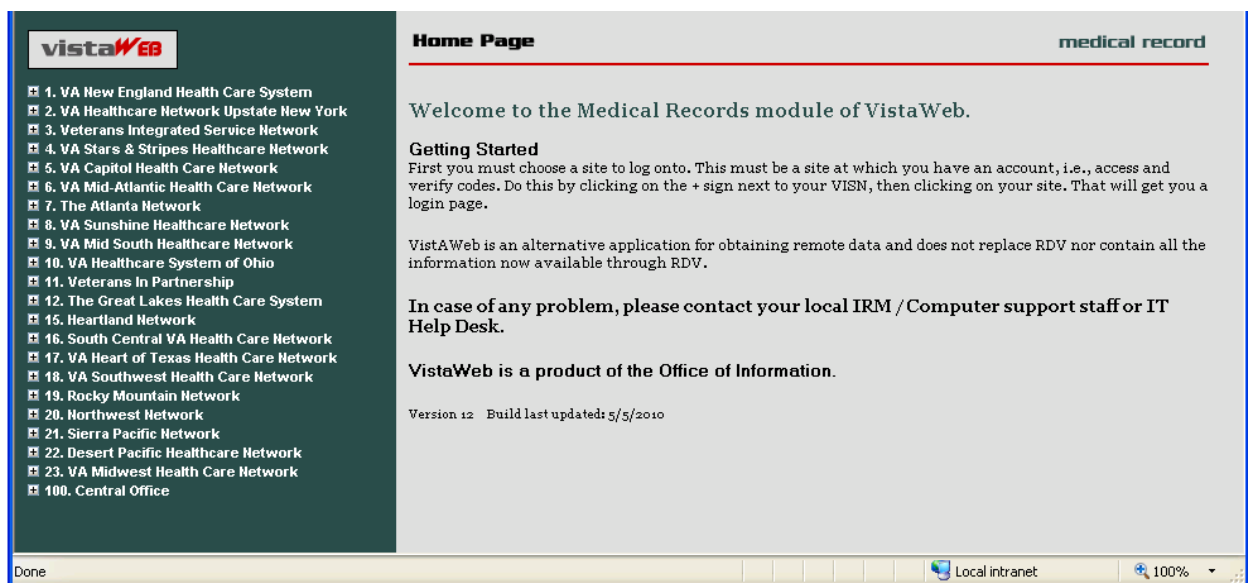 vistaWEB
Home Page
medical record
1. VA New England Health Care System
2. VA Healthcare Network Upstate New York
3. Veterans Integrated Service Network
4. VA Stars & Stripes Healthcare Network
5. VA Capitol Health Care Network
6. VA Mid-Atlantic Health Care Network
7. The Atlanta Network
8. VA Sunshine Healthcare Network
9. VA Mid South Healthcare Network
10. VA Healthcare System of Ohio
11. Veterans In Partnership
12. The Great Lakes Health Care System
15. Heartland Network
16. South Central VA Health Care Network
17. VA Heart of Texas Health Care Network
18. VA Southwest Health Care Network
19. Rocky Mountain Network
20. Northwest Network
21. Sierra Pacific Network
22. Desert Pacific Healthcare Network
23. VA Midwest Health Care Network
100. Central Office
Welcome to the Medical Records module of VistaWeb.
Getting Started
First you must choose a site to log onto. This must be a site at which you have an account, i.e., access and
verify codes. Do this by clicking on the + sign next to your VISN, then clicking on your site. That will get you a
login page.
VistAWeb is an alternative application for obtaining remote data and does not replace RDV nor contain all the
information now available through RDV.
In case of any problem, please contact your local IRM / Computer support staff or IT
Help Desk.
VistaWeb is a product of the Office of Information.
Version 12 Build last updated: 5/5/2010
Done
Local intranet
100%